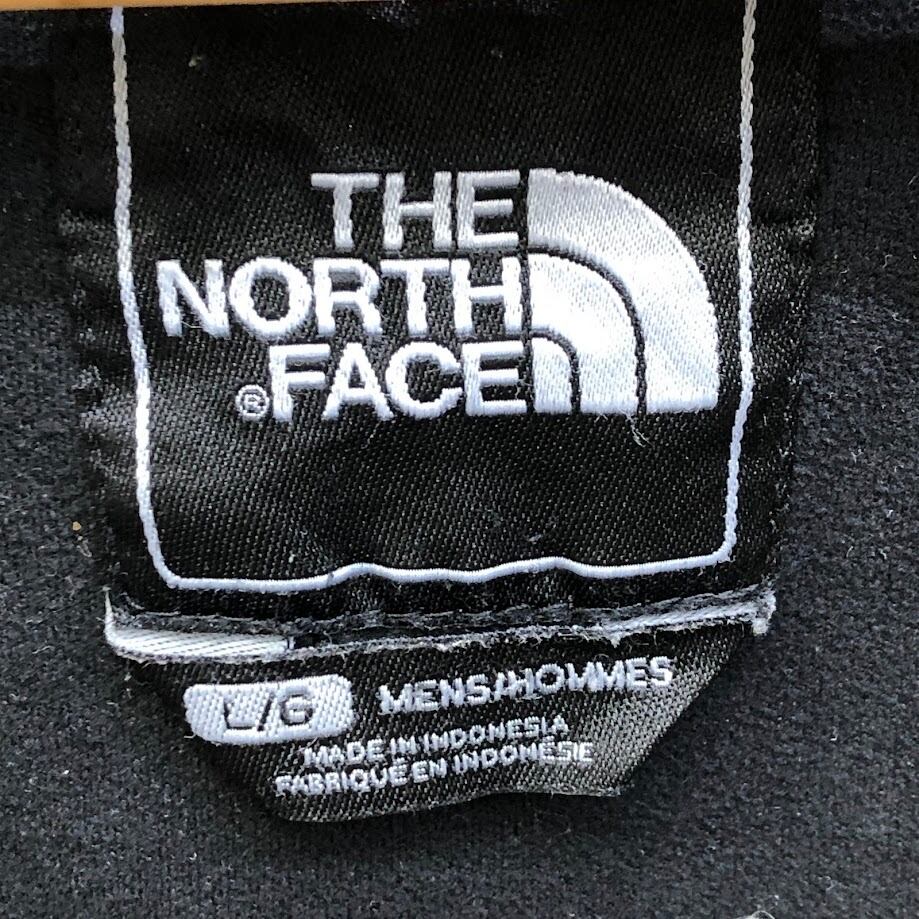 THE
NORTH
®FACE
L/G MENS/HOMMES
MADE IN INDONESIA
FABRIQUÉ EN INDONÉSIE